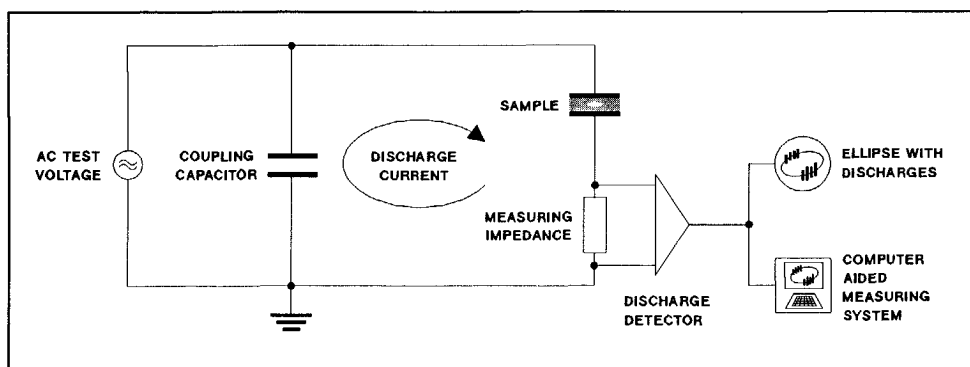 SAMPLE
AC TEST
VOLTAGE
COUPLING
CAPACITOR
DISCHARGE
CURRENT
MEASURING
IMPEDANCE
DISCHARGE
DETECTOR
ELLIPSE WITH
DISCHARGES
COMPUTER
AIDED
MEASURING
SYSTEM